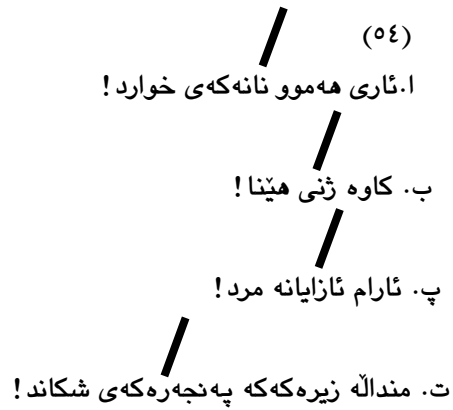 (٥٤)
ا.ئاری هەموو نانەکەی خوارد!
ب. کاوە ژنی هێنا!
پ. ئارام ئازایانە مرد!
ت. منداڵە زیرەکەکە پەنجەرەکەی شکاند!